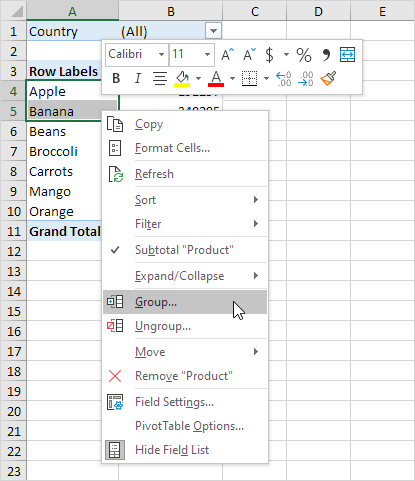 A B C D E
1 Country (All)
2
Calibri 11 A A $ % ,
B I A .00 .0
3 Row Labels
4 Apple
5 Banana
6 Beans
7 Broccoli
8 Carrots
9 Mango
10 Orange
11 Grand Total
12
13
14
15
16
17
18
19
20
21
22
23
Copy
Format Cells...
Refresh
Sort
Filter
Subtotal "Product"
Expand/Collapse
Group...
Ungroup...
Move
Remove "Product"
Field Settings...
PivotTable Options...
Hide Field List